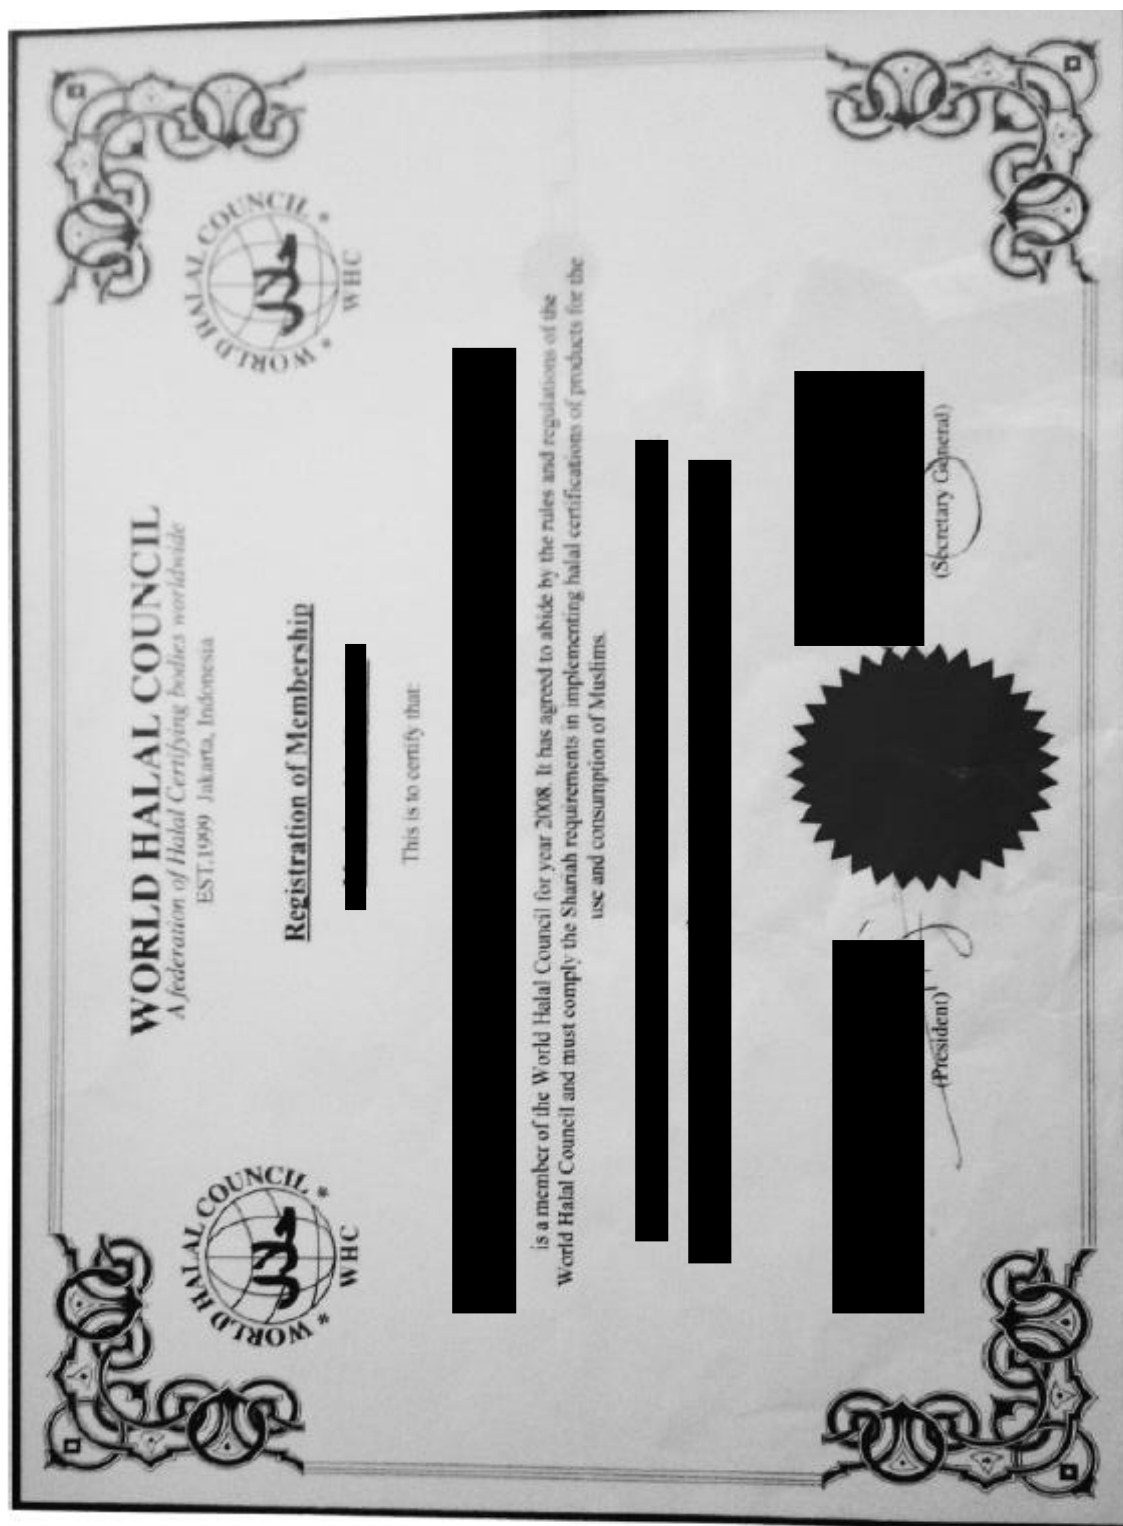 WORLD HALAL COUNCIL
A federation of Halal Certifying bodies worldwide
EST.1999 Jakarta, Indonesia
* WORLD HALAL COUNCIL *
حلال
WHC
* WORLD HALAL COUNCIL *
حلال
WHC
Registration of Membership
This is to certify that:
is a member of the World Halal Council for year 2008. It has agreed to abide by the rules and regulations of the
World Halal Council and must comply the Shariah requirements in implementing halal certifications of products for the
use and consumption of Muslims.
(President)
(Secretary General)